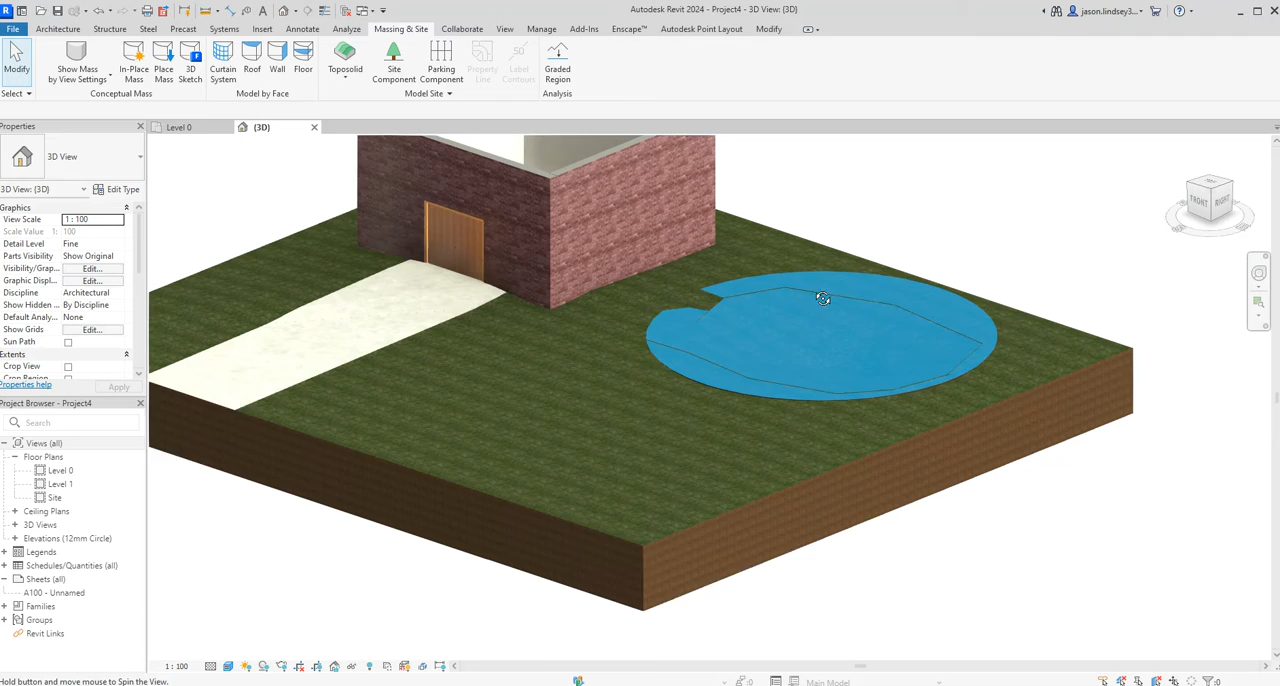 Autodesk Revit 2024 - Project4 - 3D View: {3D}
jason.lindsey3...
File Architecture Structure Steel Precast Systems Insert Annotate Analyze Massing & Site Collaborate View Manage Add-Ins Enscape™ Autodesk Point Layout Modify
Modify
Show Mass
by View Settings
In-Place
Mass
Place
Mass
3D
Sketch
Curtain
System
Roof
Wall
Floor
Toposolid
Site
Component
Parking
Component
Property
Line
50
Label
Contours
Graded
Region
Select
Conceptual Mass
Model by Face
Model Site
Analysis
Properties
Level 0
{3D}
3D View
3D View: {3D}
Edit Type
Graphics
View Scale 1 : 100
Scale Value 1: 100
Detail Level Fine
Parts Visibility Show Original
Visibility/Grap... Edit...
Graphic Displ... Edit...
Discipline Architectural
Show Hidden ... By Discipline
Default Analy... None
Show Grids Edit...
Sun Path
Extents
Crop View
Crop Region
Properties help
Apply
Project Browser - Project4
Search
Views (all)
Floor Plans
Level 0
Level 1
Site
Ceiling Plans
3D Views
Elevations (12mm Circle)
Legends
Schedules/Quantities (all)
Sheets (all)
A100 - Unnamed
Families
Groups
Revit Links
FRONT
RIGHT
1 : 100
Hold button and move mouse to Spin the View.
:0
Main Model
:0